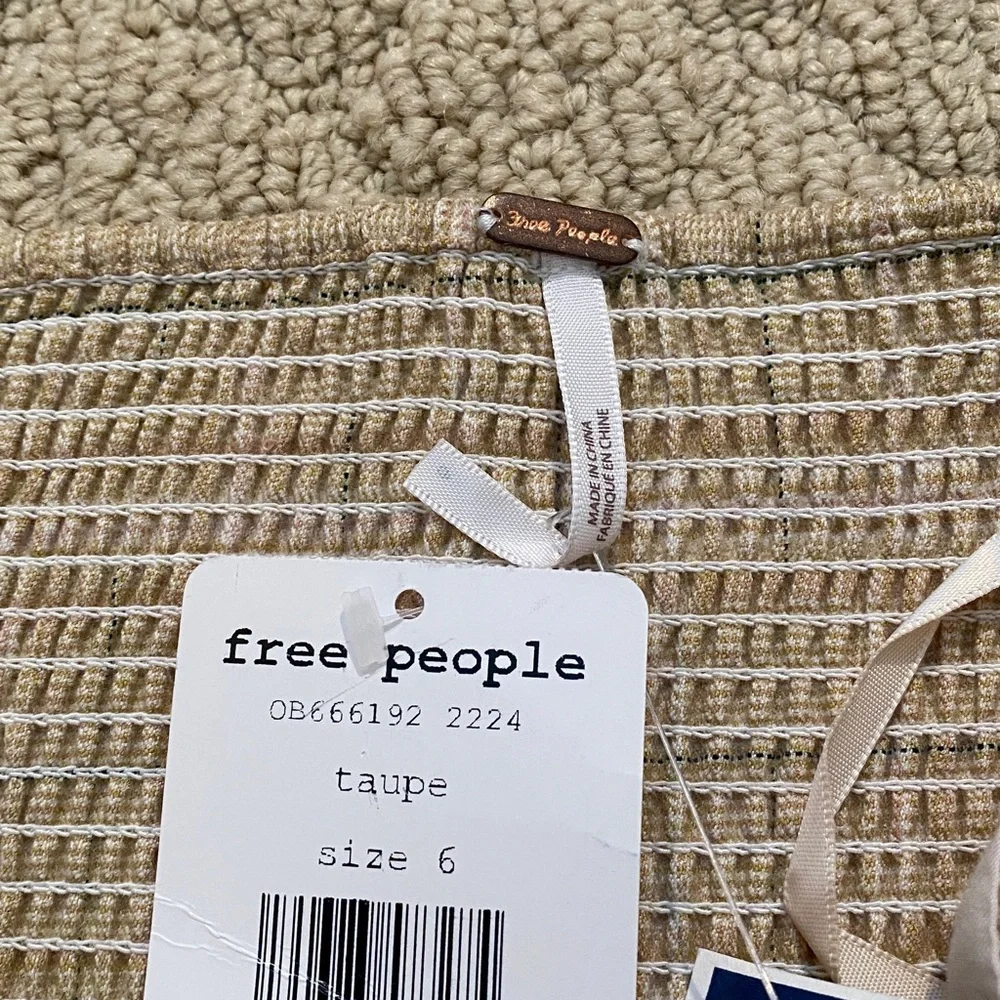 Free People
MADE IN CHINA
FABRIQUÉ EN CHINE
free people
OB666192 2224
taupe
size 6